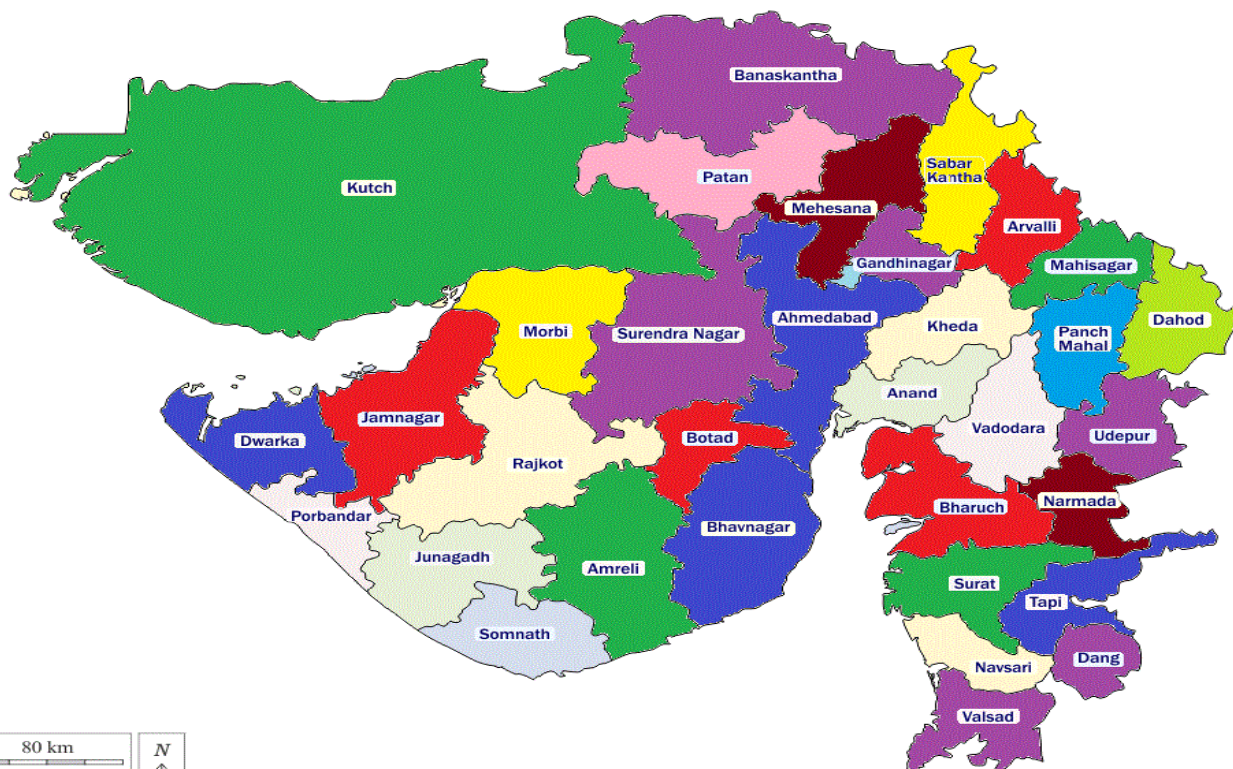 Banaskantha
Patan
Kutch
Sabar
Kantha
Mehesana
Arvalli
Gandhinagar
Mahisagar
Ahmedabad
Kheda
Dahod
Panch
Mahal
Morbi
Surendra Nagar
Anand
Jamnagar
Vadodara
Udepur
Dwarka
Botad
Rajkot
Narmada
Bharuch
Porbandar
Bhavnagar
Junagadh
Amreli
Surat
Tapi
Somnath
Navsari
Dang
Valsad
80 km
N